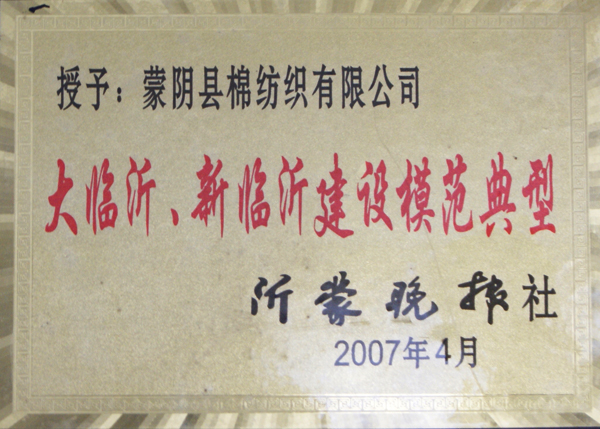 授予：蒙阴县棉纺织有限公司
大临沂、新临沂建设模范典型
沂蒙晚报社
2007年4月